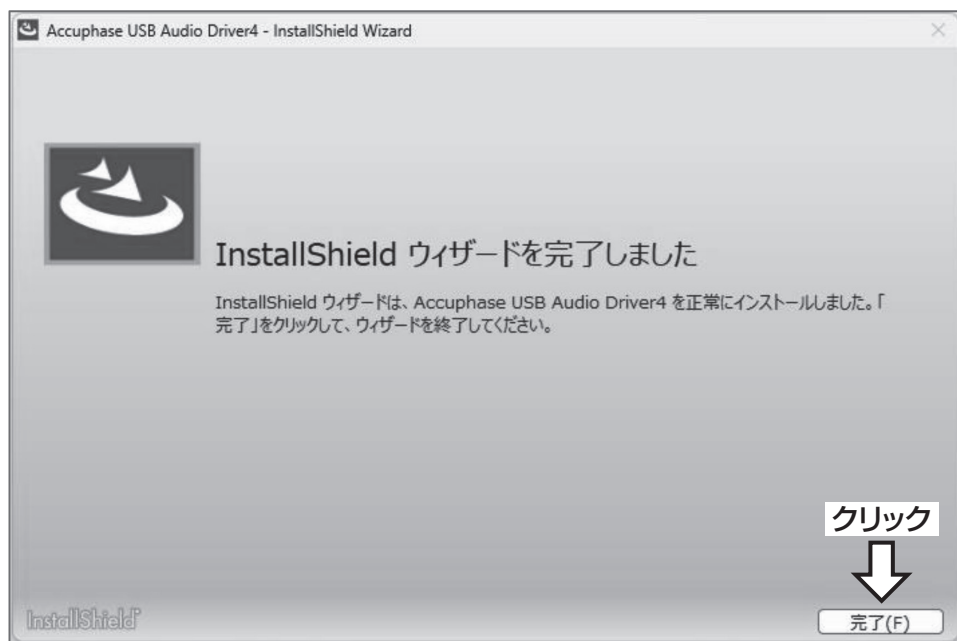 Accuphase USB Audio Driver4 - InstallShield Wizard
InstallShield ウィザードを完了しました
InstallShield ウィザードは、Accuphase USB Audio Driver4 を正常にインストールしました。「
完了」をクリックして、ウィザードを終了してください。
クリック
InstallShield
完了(F)